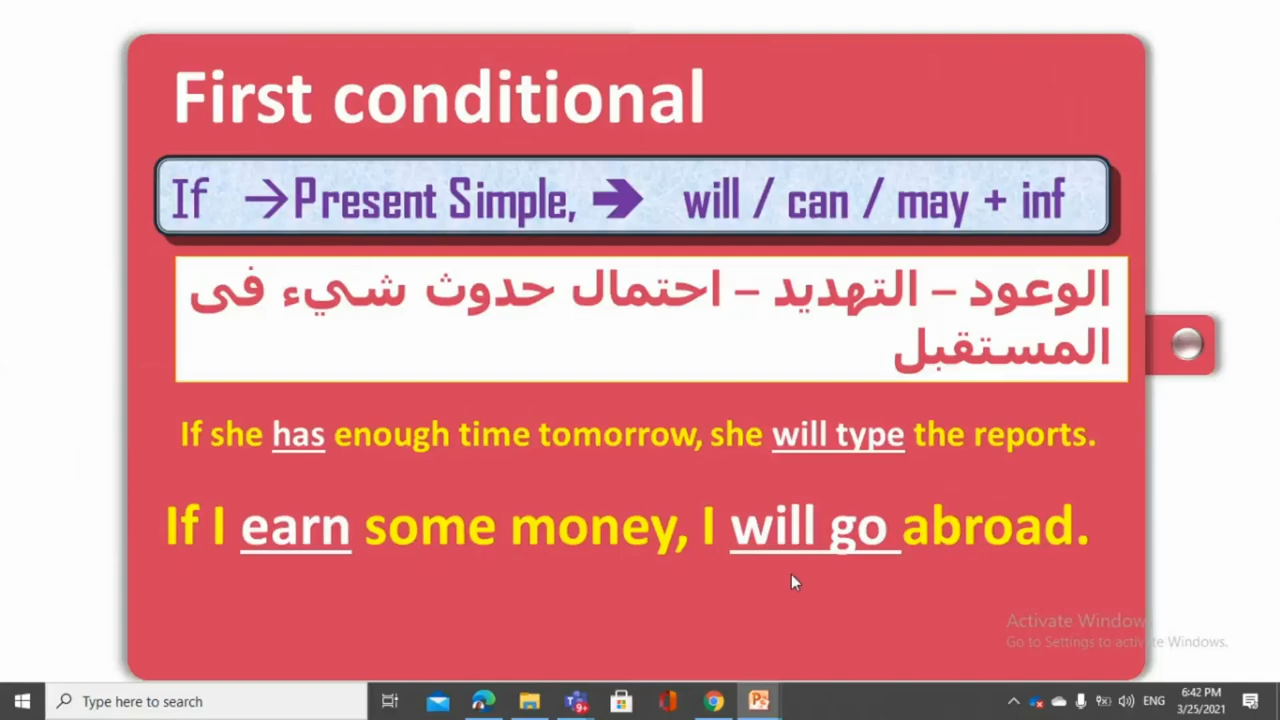 First conditional
If →Present Simple, → will / can / may + inf
الوعود – التهديد – احتمال حدوث شيء فى
المستقبل
If she has enough time tomorrow, she will type the reports.
If I earn some money, I will go abroad.
Activate Window
Go to Settings to activate Windows.
Type here to search
9+
ENG
6:42 PM
3/25/2021